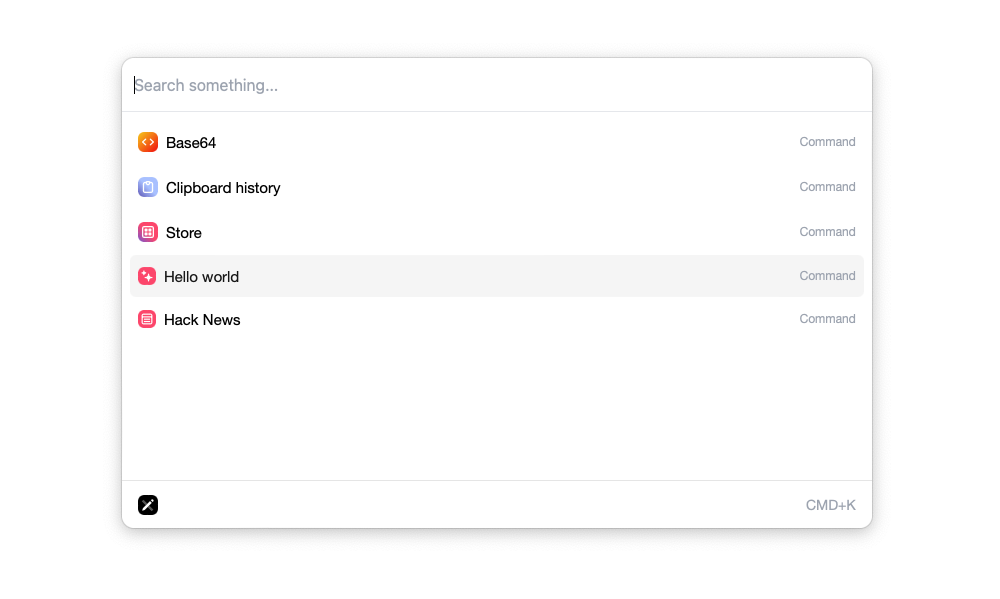 Search something...
Base64 Command
Clipboard history Command
Store Command
Hello world Command
Hack News Command
CMD+K